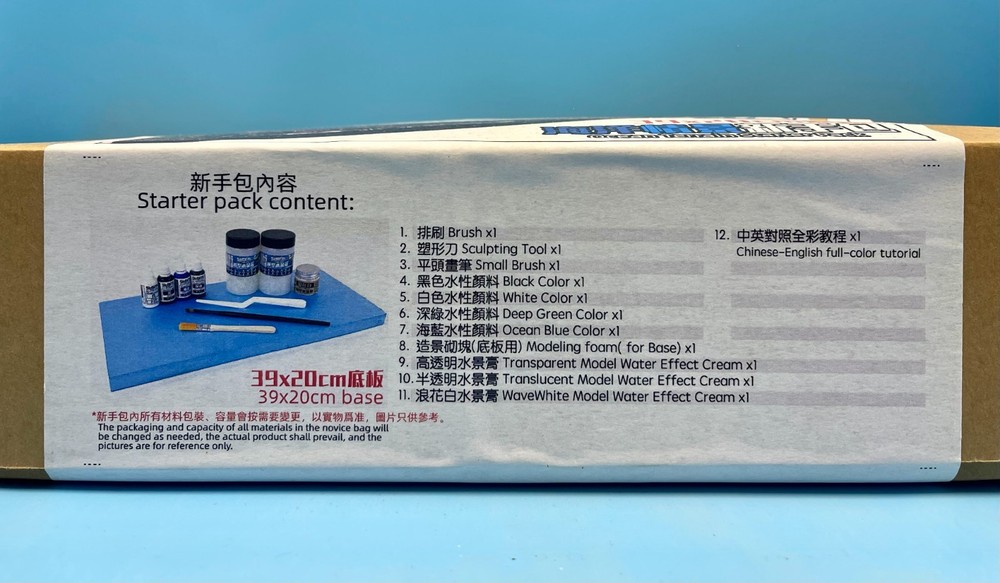 新手包內容
Starter pack content:
39x20cm底板
39x20cm base
1. 排刷 Brush x1
2. 塑形刀 Sculpting Tool x1
3. 平頭畫筆 Small Brush x1
4. 黑色水性顏料 Black Color x1
5. 白色水性顏料 White Color x1
6. 深綠水性顏料 Deep Green Color x1
7. 海藍水性顏料 Ocean Blue Color x1
8. 造景砌塊(底板用) Modeling foam( for Base) x1
9. 高透明水景膏 Transparent Model Water Effect Cream x1
10. 半透明水景膏 Translucent Model Water Effect Cream x1
11. 浪花白水景膏 WaveWhite Model Water Effect Cream x1
12. 中英對照全彩教程 x1
Chinese-English full-color tutorial
*新手包內所有材料包裝、容量會按需要變更，以實物爲准，圖片只供參考。
The packaging and capacity of all materials in the novice bag will
be changed as needed, the actual product shall prevail, and the
pictures are for reference only.